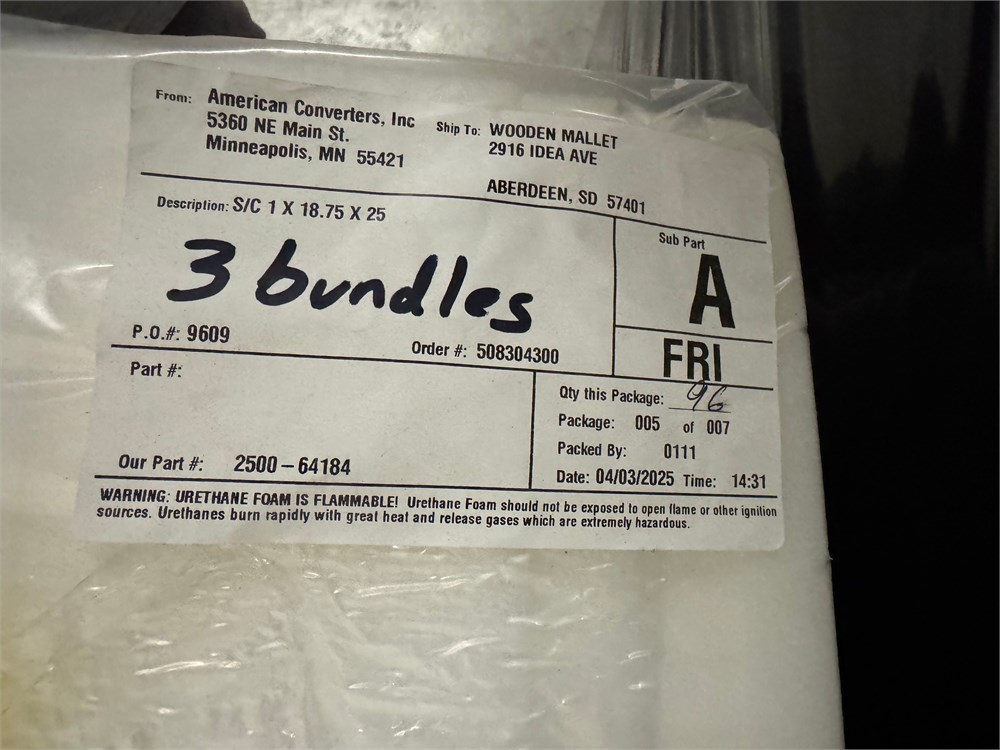 From: American Converters, Inc
5360 NE Main St.
Minneapolis, MN 55421
Ship To: WOODEN MALLET
2916 IDEA AVE
ABERDEEN, SD 57401
Description: S/C 1 X 18.75 X 25
3 bundles
P.O.#: 9609
Order #: 508304300
Sub Part
A
FRI
Part #:
Our Part #: 2500-64184
Qty this Package: 96
Package: 005 of 007
Packed By: 0111
Date: 04/03/2025 Time: 14:31
WARNING: URETHANE FOAM IS FLAMMABLE! Urethane Foam should not be exposed to open flame or other ignition
sources. Urethanes burn rapidly with great heat and release gases which are extremely hazardous.